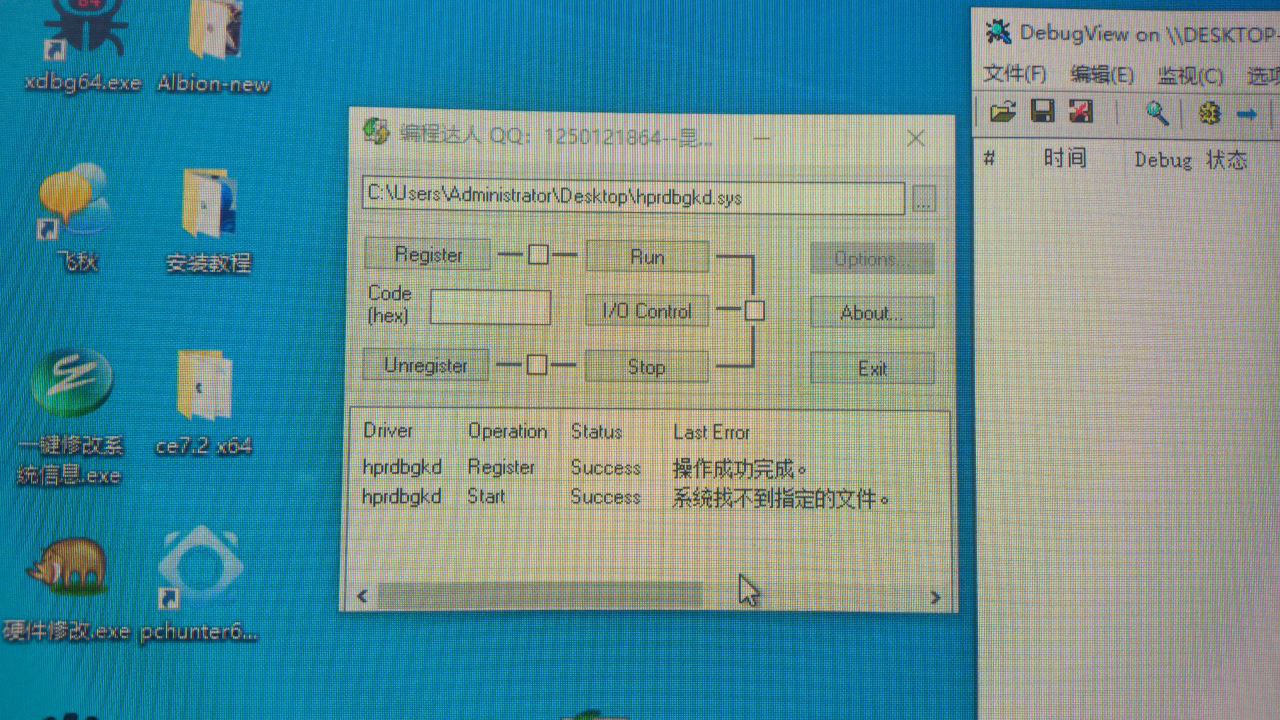 xdbg64.exe
Albion-new
飞秋
安装教程
一键修改系
统信息.exe
ce7.2 x64
硬件修改.exe
pchunter6...
编程达人 QQ：1250121864--昆...
C:\Users\Administrator\Desktop\hprdbgkd.sys
...
Register
Run
Options...
Code
(hex)
I/O Control
About...
Unregister
Stop
Exit
Driver Operation Status Last Error
hprdbgkd Register Success 操作成功完成。
hprdbgkd Start Success 系统找不到指定的文件。
DebugView on \\DESKTOP-
文件(F) 编辑(E) 监视(C) 选项
# 时间 Debug 状态